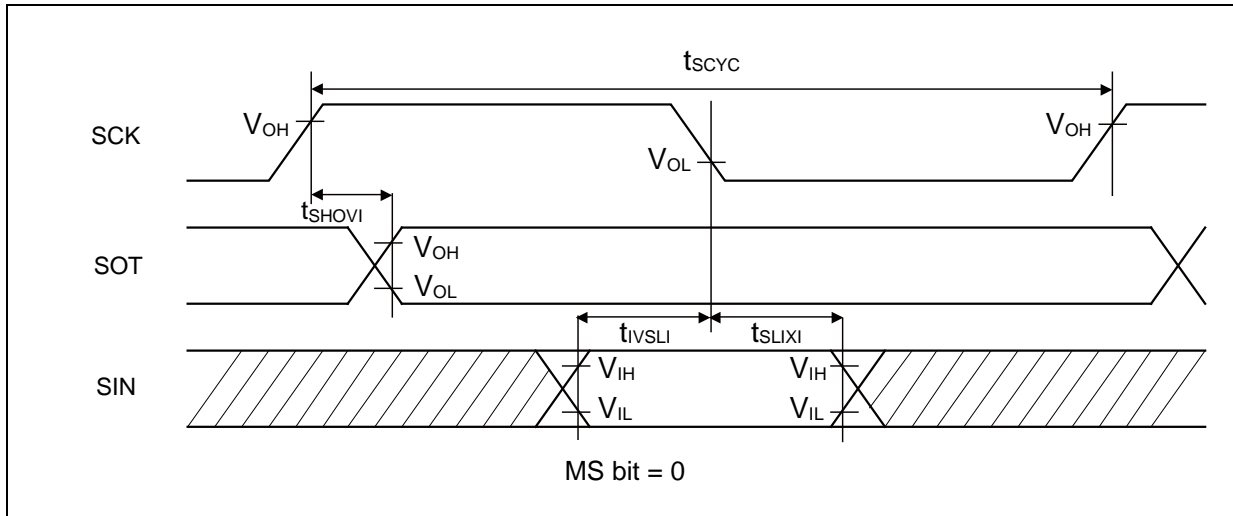 tSCYC
SCK
VOH
VOL
VOH
tSHOVI
SOT
VOH
VOL
tIVSLI
tSLIXI
SIN
VIH
VIL
VIH
VIL
MS bit = 0